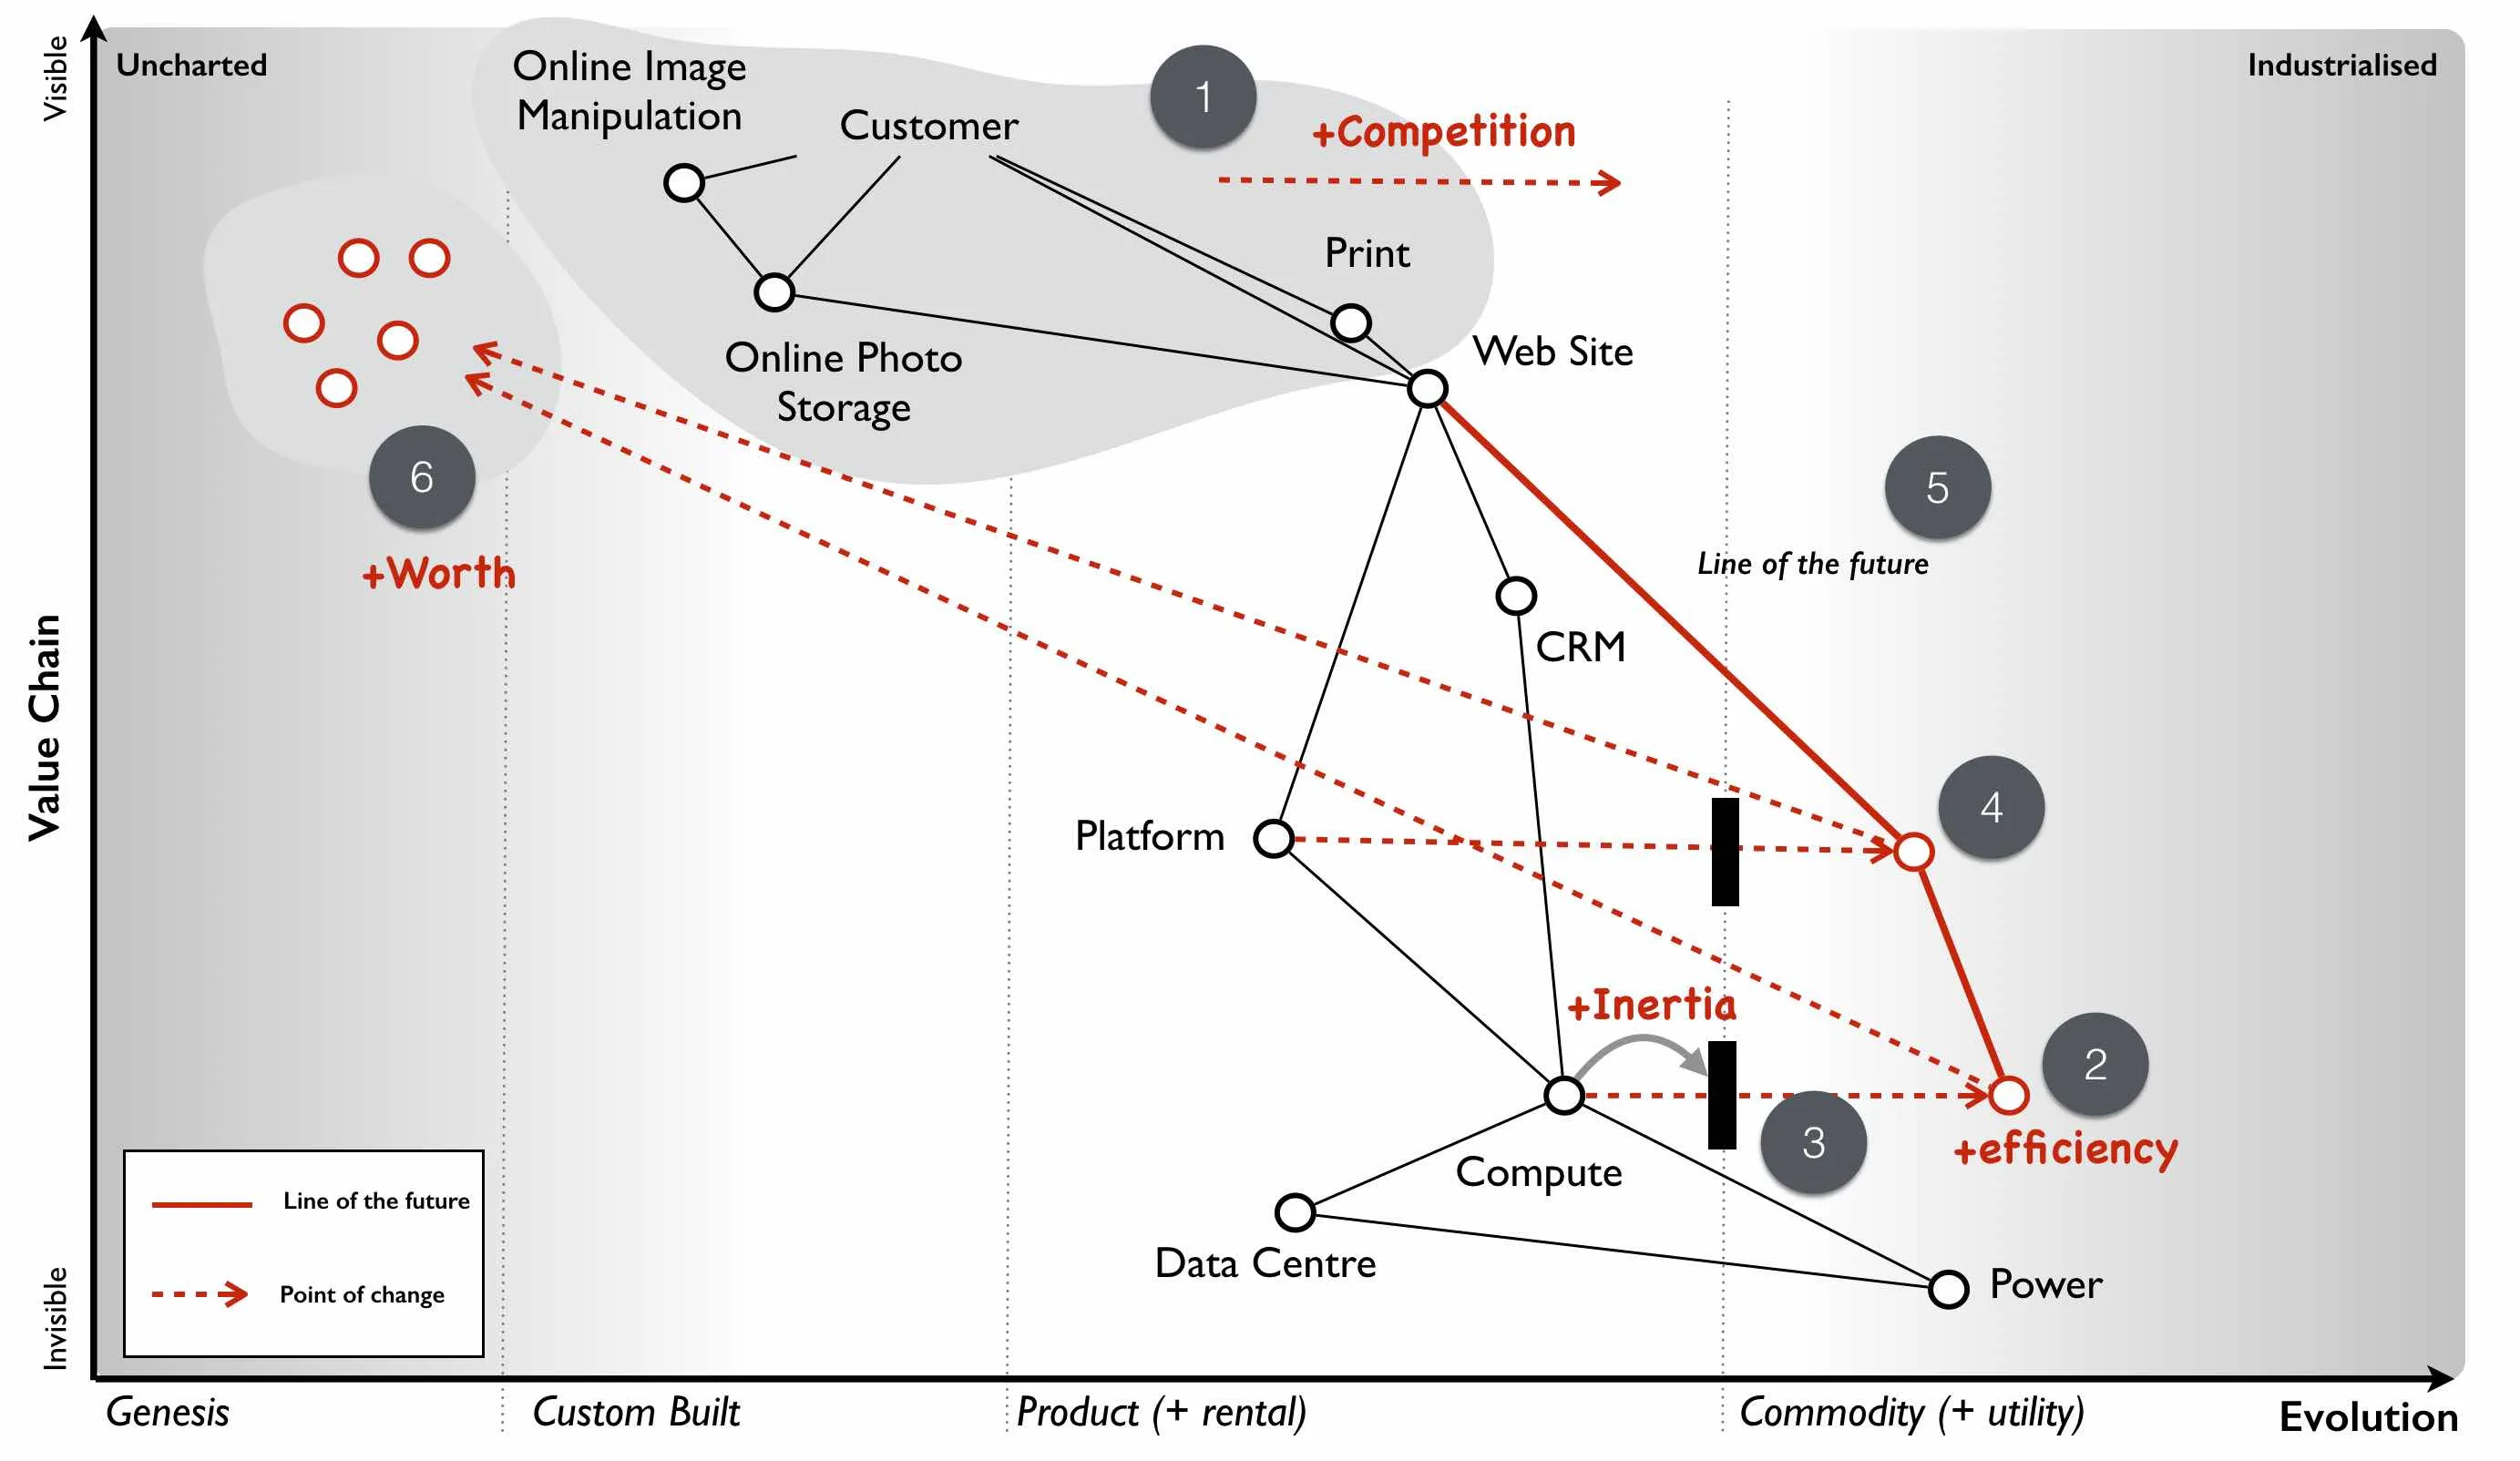 Visible
Uncharted
Industrialised
Online Image
Manipulation
Customer
1
+Competition
Print
Web Site
Online Photo
Storage
6
5
+Worth
Line of the future
Value Chain
CRM
4
Platform
+Inertia
2
3
+efficiency
Compute
Data Centre
Power
Line of the future
Point of change
Invisible
Genesis
Custom Built
Product (+ rental)
Commodity (+ utility)
Evolution